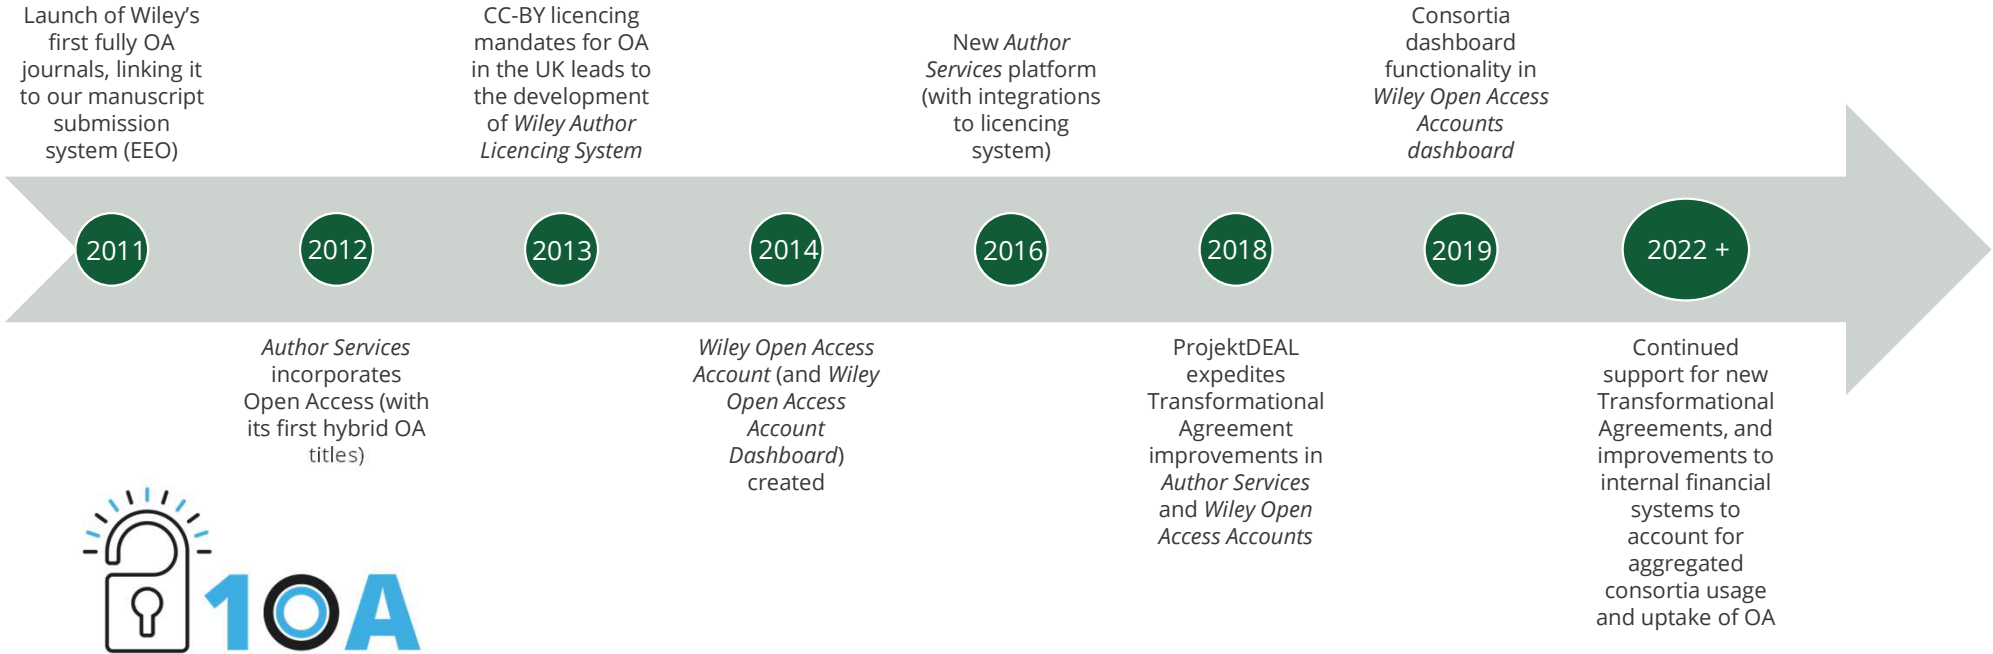 Launch of Wiley’s
first fully OA
journals, linking it
to our manuscript
submission
system (EEO)
CC-BY licencing
mandates for OA
in the UK leads to
the development
of Wiley Author
Licencing System
New Author
Services platform
(with integrations
to licencing
system)
Consortia
dashboard
functionality in
Wiley Open Access
Accounts
dashboard
2011
2012
2013
2014
2016
2018
2019
2022 +
Author Services
incorporates
Open Access (with
its first hybrid OA
titles)
Wiley Open Access
Account (and Wiley
Open Access
Account
Dashboard)
created
ProjektDEAL
expedites
Transformational
Agreement
improvements in
Author Services
and Wiley Open
Access Accounts
Continued
support for new
Transformational
Agreements, and
improvements to
internal financial
systems to
account for
aggregated
consortia usage
and uptake of OA
10A